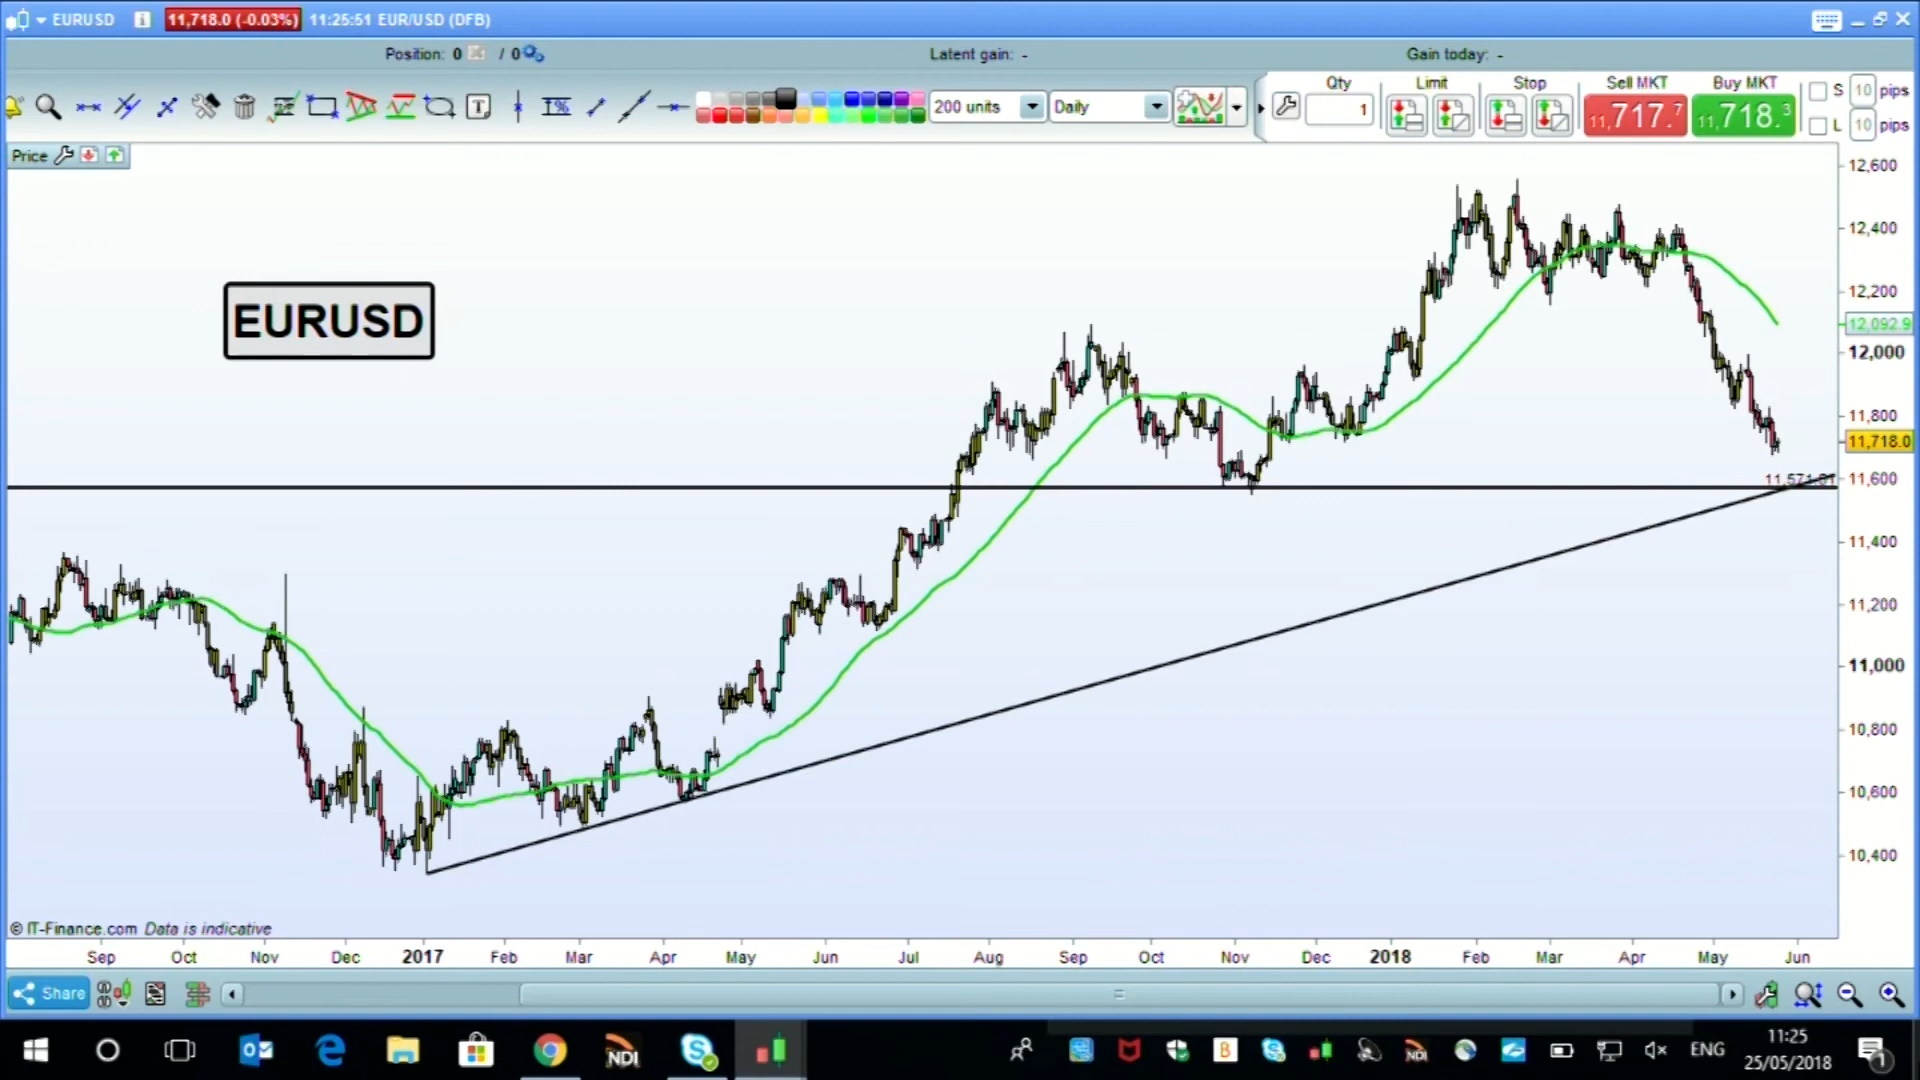 EURUSD 11,718.0 (-0.03%) 11:25:51 EUR/USD (DFB)
Position: 0 / 0 Latent gain: - Gain today: -
Qty Limit Stop Sell MKT Buy MKT S 10 pips
200 units Daily 1 11,717.7 11,718.3 L 10 pips
Price
12,600
12,400
12,200
EURUSD
12,092.9
12,000
11,800
11,718.0
11,600
11,400
11,200
11,000
10,800
10,600
10,400
© IT-Finance.com Data is indicative
Sep Oct Nov Dec 2017 Feb Mar Apr May Jun Jul Aug Sep Oct Nov Dec 2018 Feb Mar Apr May Jun
Share
ENG 11:25
25/05/2018